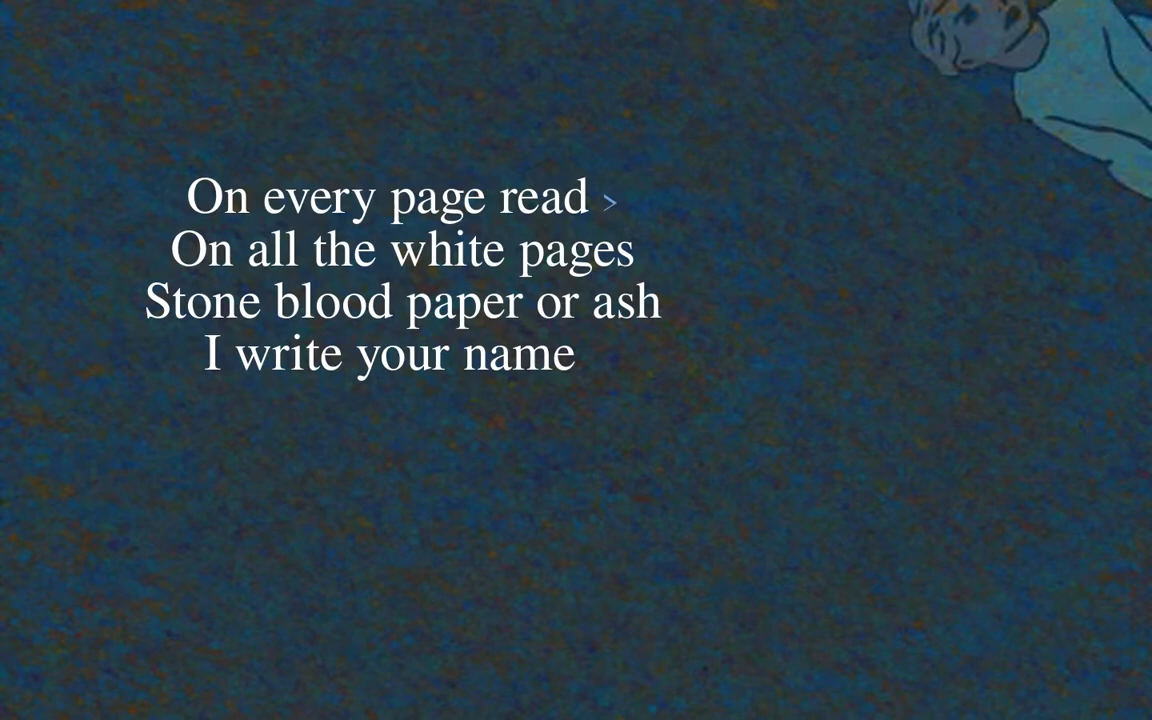 On every page read >
On all the white pages
Stone blood paper or ash
I write your name